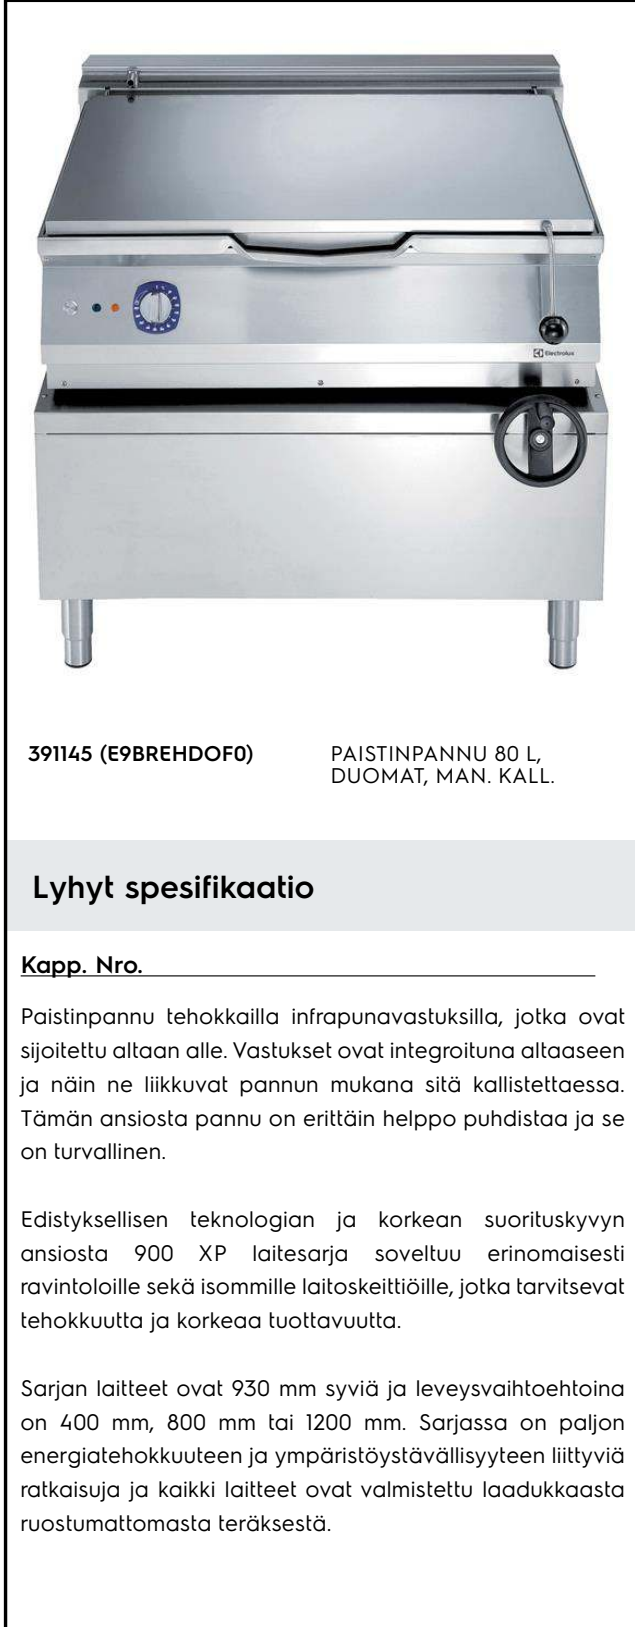 Electrolux
391145 (E9BREHDOF0)
PAISTINPANNU 80 L,
DUOMAT, MAN. KALL.
Lyhyt spesifikaatio
Kapp. Nro.
Paistinpannu tehokkailla infrapunavastuksilla, jotka ovat
sijoitettu altaan alle. Vastukset ovat integroituna altaaseen
ja näin ne liikkuvat pannun mukana sitä kallistettaessa.
Tämän ansiosta pannu on erittäin helppo puhdistaa ja se
on turvallinen.
Edistyksellisen teknologian ja korkean suorituskyvyn
ansiosta 900 XP laitesarja soveltuu erinomaisesti
ravintoloille sekä isommille laitoskeittiöille, jotka tarvitsevat
tehokkuutta ja korkeaa tuottavuutta.
Sarjan laitteet ovat 930 mm syviä ja leveysvaihtoehtoina
on 400 mm, 800 mm tai 1200 mm. Sarjassa on paljon
energiatehokkuuteen ja ympäristöystävällisyyteen liittyviä
ratkaisuja ja kaikki laitteet ovat valmistettu laadukkaasta
ruostumattomasta teräksestä.